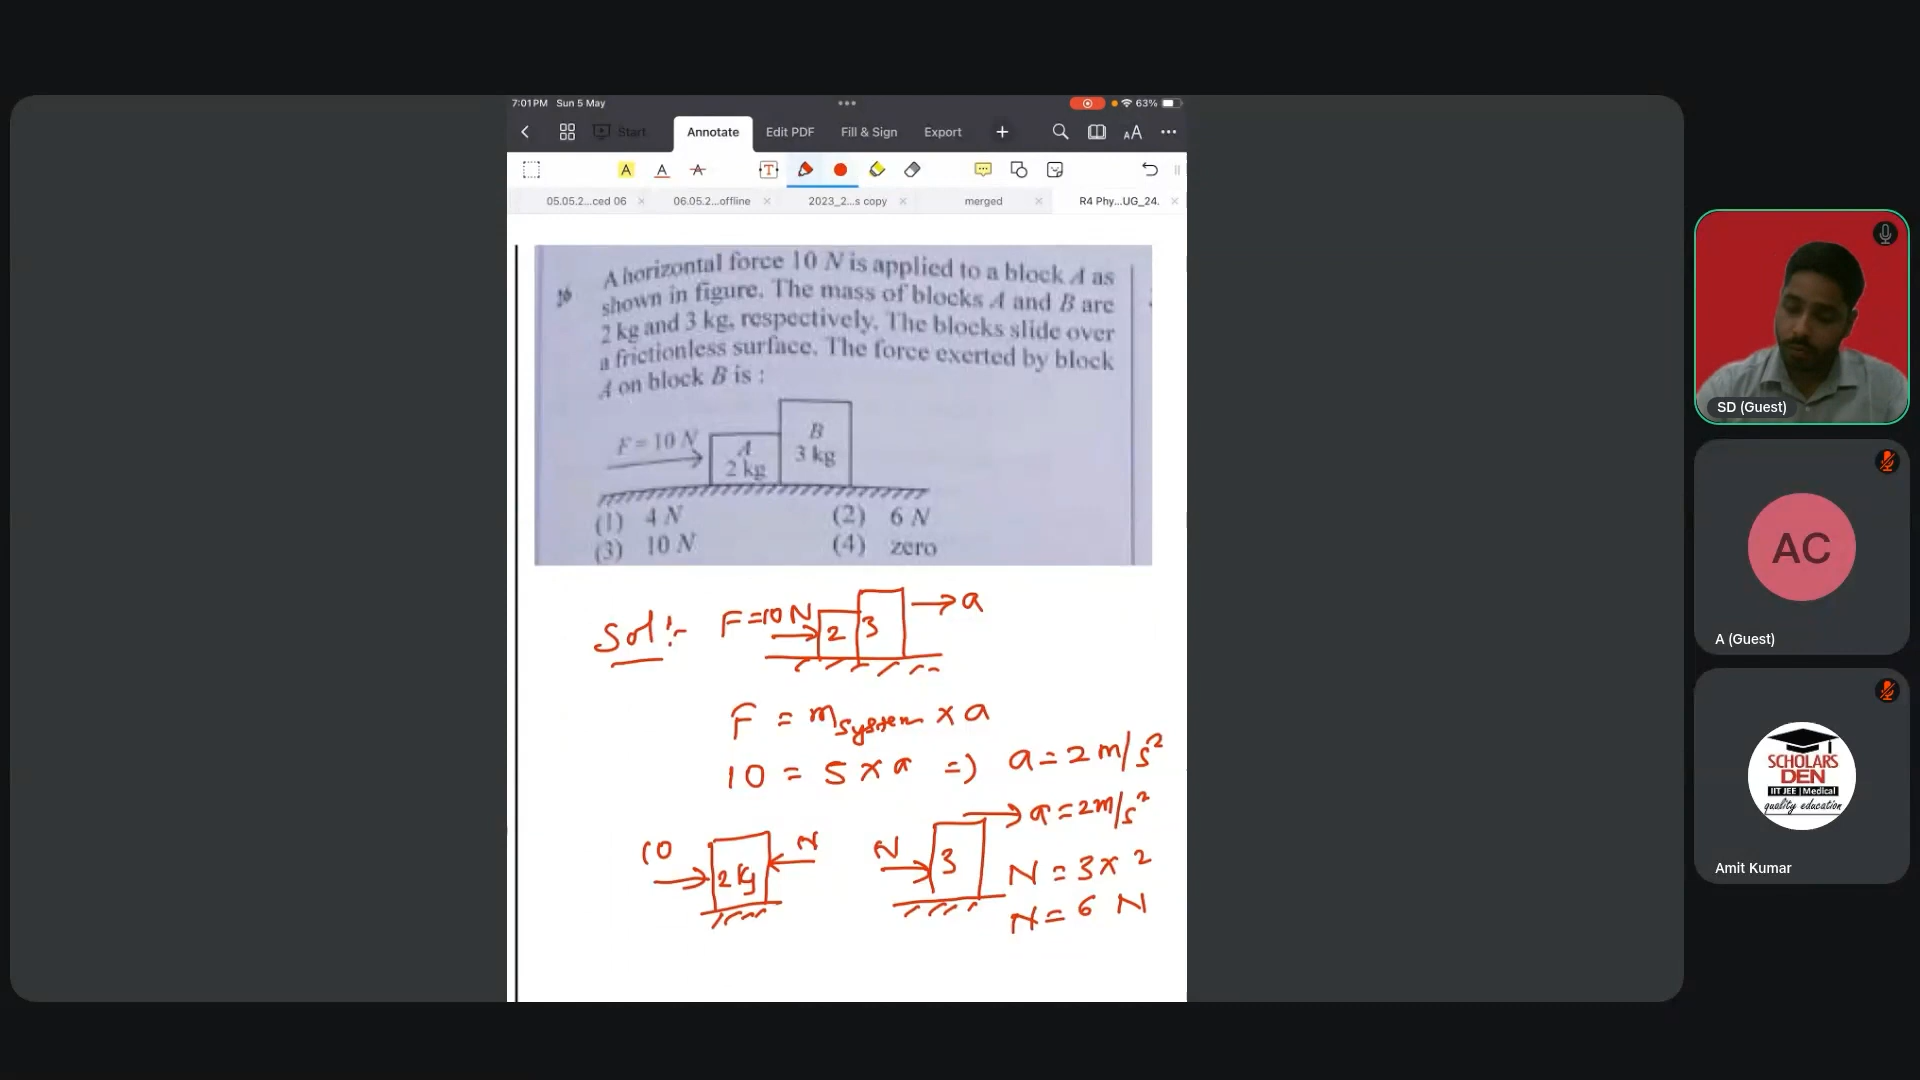 7:01 PM Sun 5 May
63%
Start
Annotate
Edit PDF
Fill & Sign
Export
05.05.2...ced 06
06.05.2...offline
2023_2...s copy
merged
R4 Phy...UG_24.
A horizontal force 10 N is applied to a block A as
shown in figure. The mass of blocks A and B are
2 kg and 3 kg, respectively. The blocks slide over
a frictionless surface. The force exerted by block
A on block B is :
F = 10 N
A
2 kg
B
3 kg
(1) 4 N (2) 6 N
(3) 10 N (4) zero
Sol :-
F = 10 N 2 3 a
F = m system x a
10 = 5 x a => a = 2 m/s²
a = 2 m/s²
10 2 kg N
N 3
N = 3 x 2
N = 6 N
SD (Guest)
AC
A (Guest)
SCHOLARS
DEN
IIT JEE | Medical
quality education
Amit Kumar